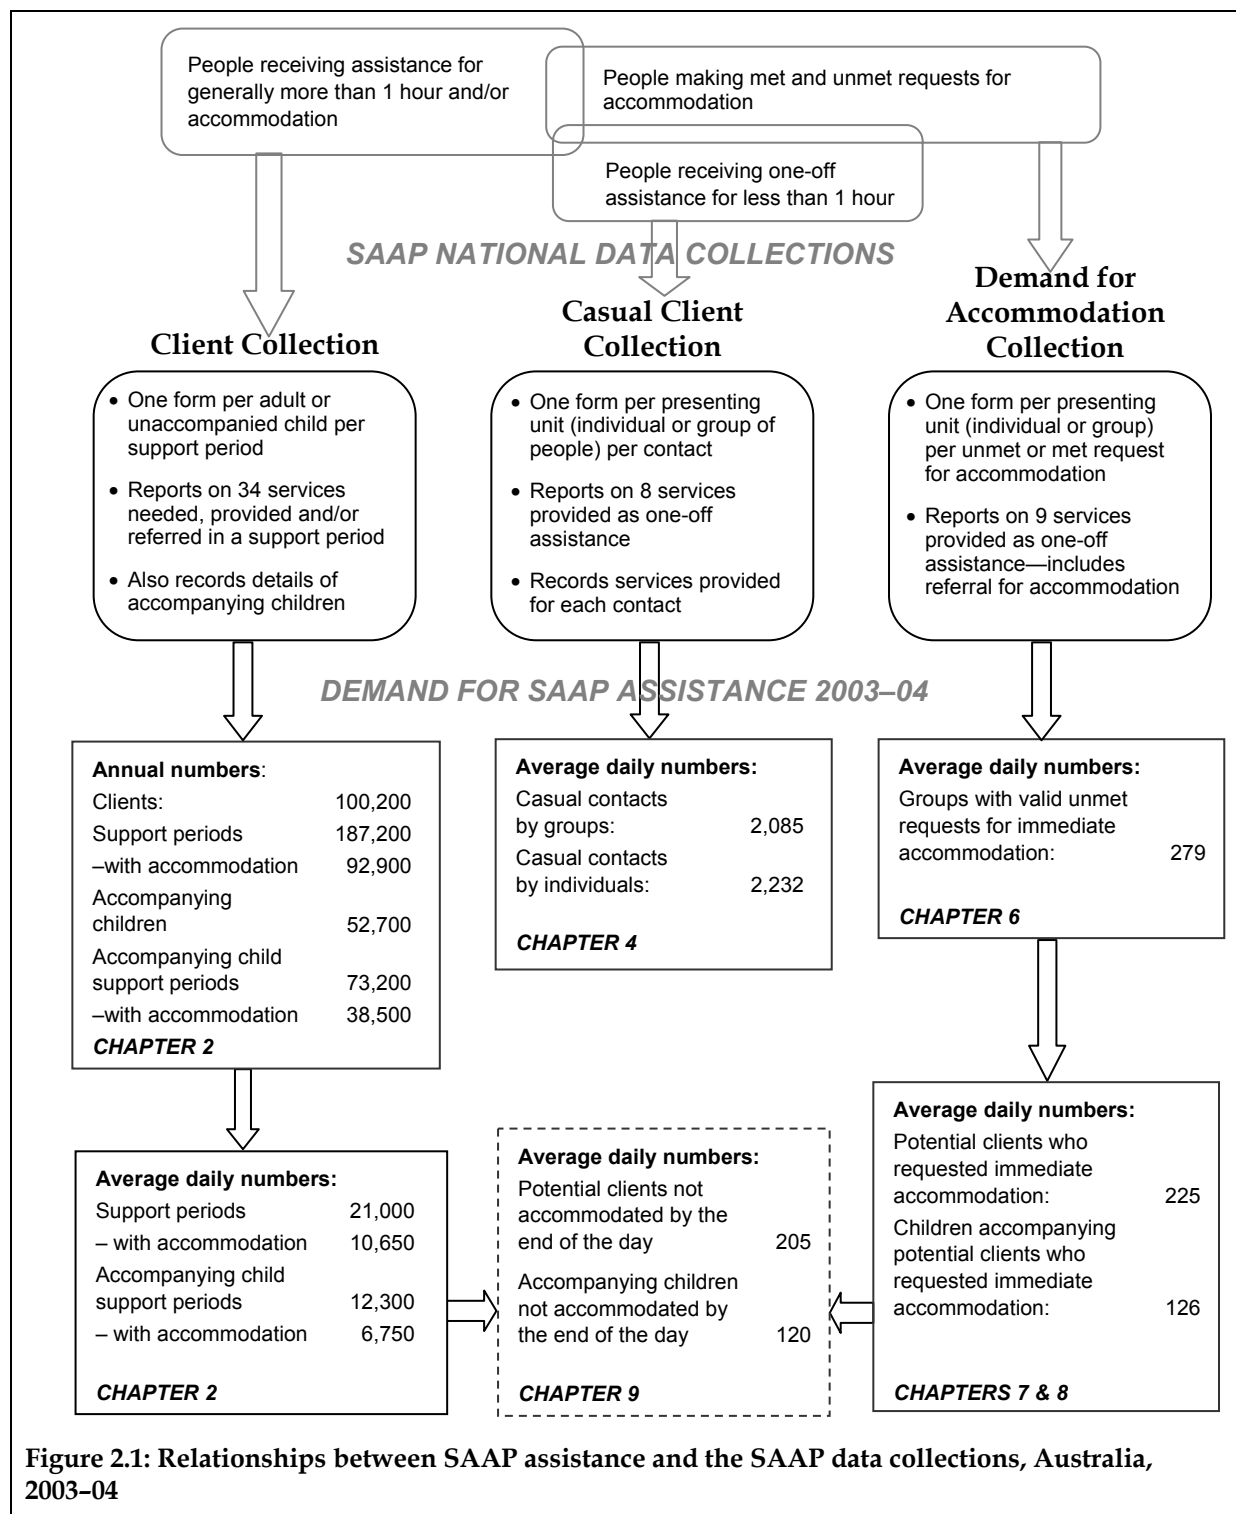 People receiving assistance for
generally more than 1 hour and/or
accommodation
People making met and unmet requests for
accommodation
People receiving one-off
assistance for less than 1 hour
SAAP NATIONAL DATA COLLECTIONS
Client Collection
Casual Client
Collection
Demand for
Accommodation
Collection
• One form per adult or
unaccompanied child per
support period
• Reports on 34 services
needed, provided and/or
referred in a support period
• Also records details of
accompanying children
• One form per presenting
unit (individual or group of
people) per contact
• Reports on 8 services
provided as one-off
assistance
• Records services provided
for each contact
• One form per presenting
unit (individual or group)
per unmet or met request
for accommodation
• Reports on 9 services
provided as one-off
assistance—includes
referral for accommodation
DEMAND FOR SAAP ASSISTANCE 2003–04
Annual numbers:
Clients: 100,200
Support periods 187,200
–with accommodation 92,900
Accompanying
children 52,700
Accompanying child
support periods 73,200
–with accommodation 38,500
CHAPTER 2
Average daily numbers:
Casual contacts
by groups: 2,085
Casual contacts
by individuals: 2,232
CHAPTER 4
Average daily numbers:
Groups with valid unmet
requests for immediate
accommodation: 279
CHAPTER 6
Average daily numbers:
Support periods 21,000
– with accommodation 10,650
Accompanying child
support periods 12,300
– with accommodation 6,750
CHAPTER 2
Average daily numbers:
Potential clients not
accommodated by the
end of the day 205
Accompanying children
not accommodated by
the end of the day 120
CHAPTER 9
Average daily numbers:
Potential clients who
requested immediate
accommodation: 225
Children accompanying
potential clients who
requested immediate
accommodation: 126
CHAPTERS 7 & 8
Figure 2.1: Relationships between SAAP assistance and the SAAP data collections, Australia,
2003–04